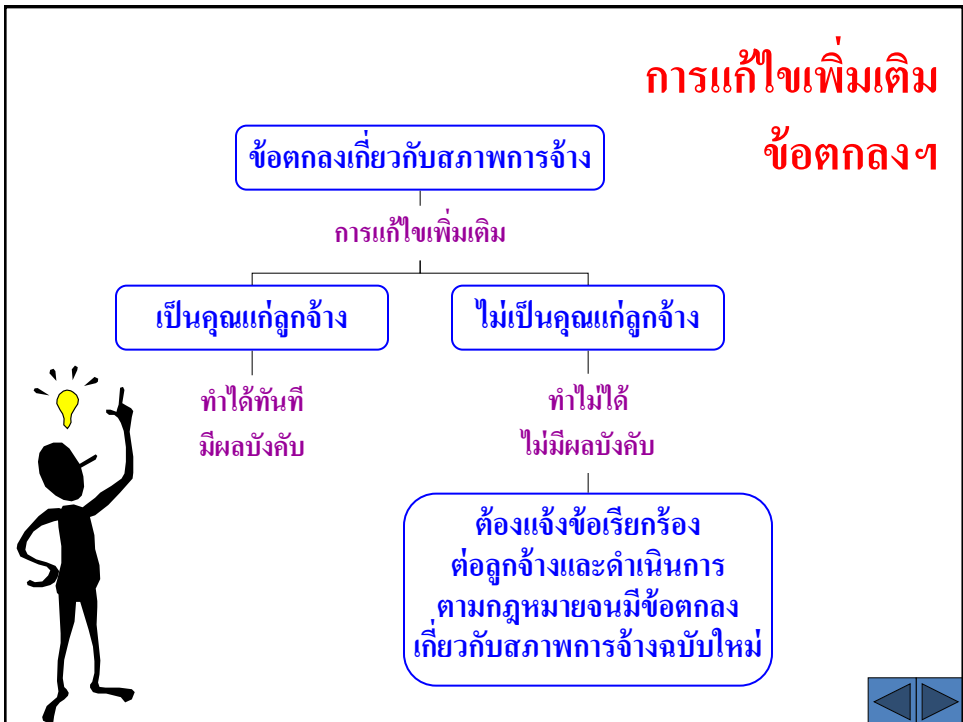 การแก้ไขเพิ่มเติม
ข้อตกลงฯ
ข้อตกลงเกี่ยวกับสภาพการจ้าง
การแก้ไขเพิ่มเติม
เป็นคุณแก่ลูกจ้าง
ไม่เป็นคุณแก่ลูกจ้าง
ทำได้ทันที
มีผลบังคับ
ทำไม่ได้
ไม่มีผลบังคับ
ต้องแจ้งข้อเรียกร้อง
ต่อลูกจ้างและดำเนินการ
ตามกฎหมายจนมีข้อตกลง
เกี่ยวกับสภาพการจ้างฉบับใหม่